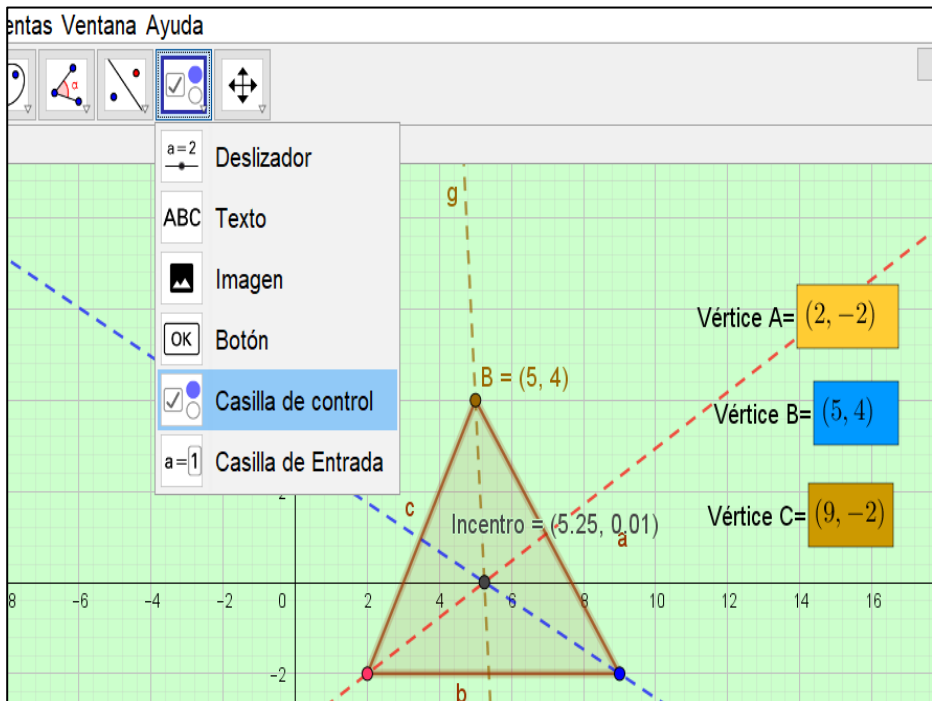 entas Ventana Ayuda
α
a=2 Deslizador
ABC Texto
Imagen
OK Botón
Casilla de control
a=1 Casilla de Entrada
g
Vértice A= (2, −2)
B = (5, 4)
Vértice B= (5, 4)
2
c
Incentro = (5.25, 0.01)
a
Vértice C= (9, −2)
8 −6 −4 −2 0 2 4 6 8 10 12 14 16
−2
b